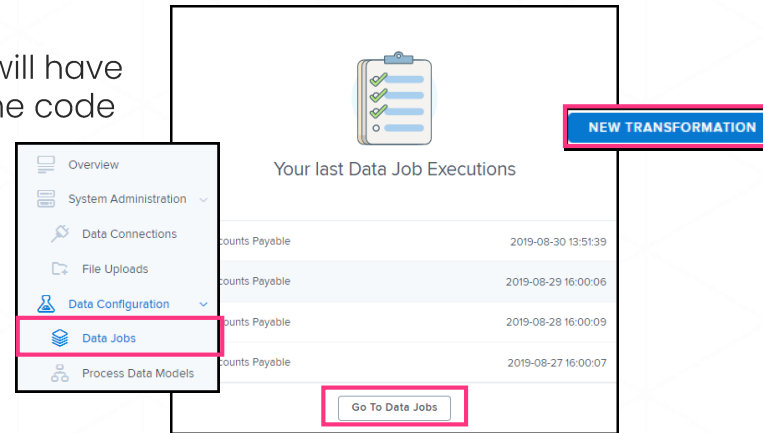 will have
he code
NEW TRANSFORMATION
Your last Data Job Executions
Overview
System Administration
Data Connections
File Uploads
Data Configuration
Data Jobs
Process Data Models
counts Payable 2019-08-30 13:51:39
counts Payable 2019-08-29 16:00:06
ounts Payable 2019-08-28 16:00:09
counts Payable 2019-08-27 16:00:07
Go To Data Jobs